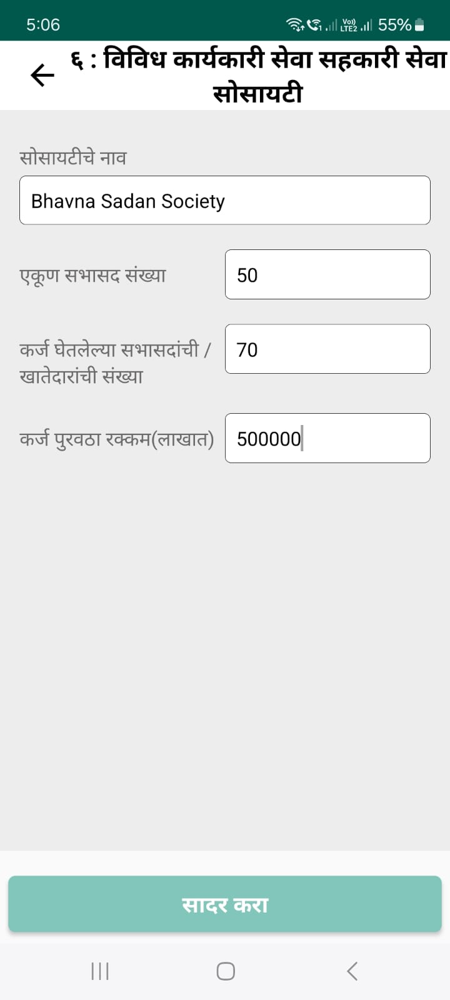 5:06
Vo)) LTE2 55%
६ : विविध कार्यकारी सेवा सहकारी सेवा
सोसायटी
सोसायटीचे नाव
Bhavna Sadan Society
एकूण सभासद संख्या
50
कर्ज घेतलेल्या सभासदांची /
खातेदारांची संख्या
70
कर्ज पुरवठा रक्कम(लाखात)
500000
सादर करा